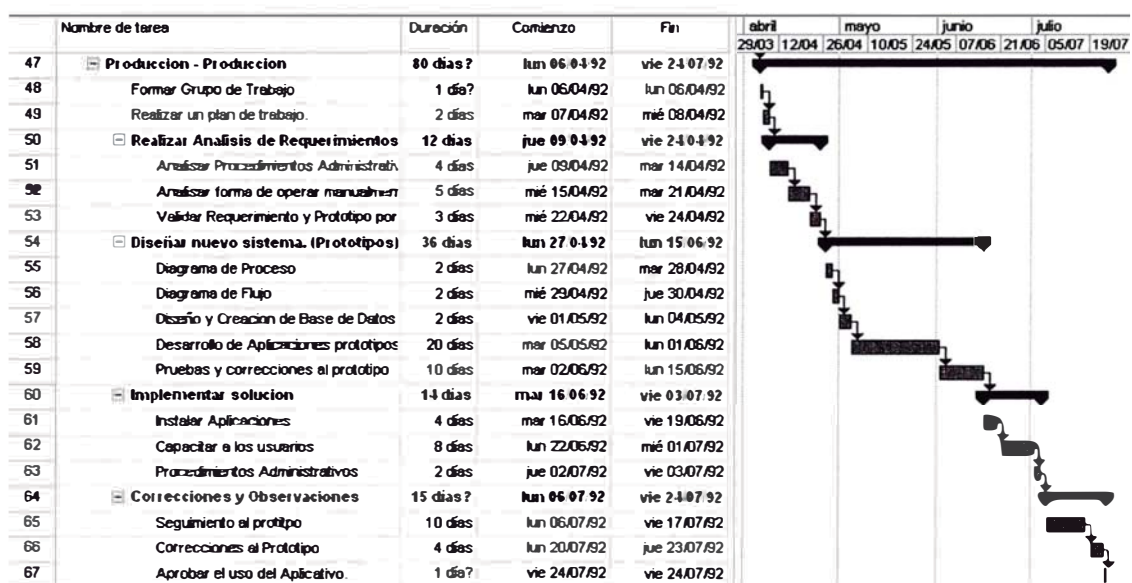 Nombre de tarea Duración Comienzo Fin abril mayo junio julio
29/03 12/04 26/04 10/05 24/05 07/06 21/06 05/07 19/07
47 Produccion - Produccion 80 dias? lun 06/04/92 vie 24/07/92
48 Formar Grupo de Trabajo 1 día? lun 06/04/92 lun 06/04/92
49 Realizar un plan de trabajo. 2 días mar 07/04/92 mié 08/04/92
50 Realizar Analisis de Requerimientos 12 dias jue 09/04/92 vie 24/04/92
51 Analisar Procedimientos Administrativ 4 días jue 09/04/92 mar 14/04/92
52 Analisar forma de operar manualmen 5 días mié 15/04/92 mar 21/04/92
53 Validar Requerimiento y Prototipo por 3 días mié 22/04/92 vie 24/04/92
54 Diseñar nuevo sistema. (Prototipos) 36 dias lun 27/04/92 lun 15/06/92
55 Diagrama de Proceso 2 días lun 27/04/92 mar 28/04/92
56 Diagrama de Flujo 2 días mié 29/04/92 jue 30/04/92
57 Diseño y Creacion de Base de Datos 2 días vie 01/05/92 lun 04/05/92
58 Desarrollo de Aplicaciones prototipos 20 días mar 05/05/92 lun 01/06/92
59 Pruebas y correcciones al prototipo 10 días mar 02/06/92 lun 15/06/92
60 Implementar solucion 14 dias mar 16/06/92 vie 03/07/92
61 Instalar Aplicaciones 4 días mar 16/06/92 vie 19/06/92
62 Capacitar a los usuarios 8 días lun 22/06/92 mié 01/07/92
63 Procedimientos Administrativos 2 días jue 02/07/92 vie 03/07/92
64 Correcciones y Observaciones 15 dias? lun 06/07/92 vie 24/07/92
65 Seguimiento al protitpo 10 días lun 06/07/92 vie 17/07/92
66 Correcciones al Prototipo 4 días lun 20/07/92 jue 23/07/92
67 Aprobar el uso del Aplicativo. 1 día? vie 24/07/92 vie 24/07/92